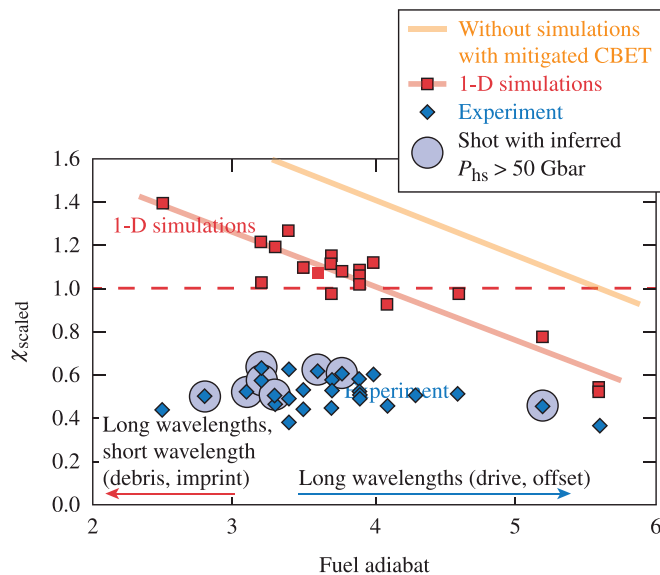 Without simulations
with mitigated CBET
1-D simulations
Experiment
Shot with inferred
Phs > 50 Gbar
1.6
1.4
1.2
1.0
0.8
0.6
0.4
0.2
0.0
χscaled
1-D simulations
Experiment
Long wavelengths,
short wavelength
(debris, imprint)
Long wavelengths (drive, offset)
2
3
4
5
6
Fuel adiabat